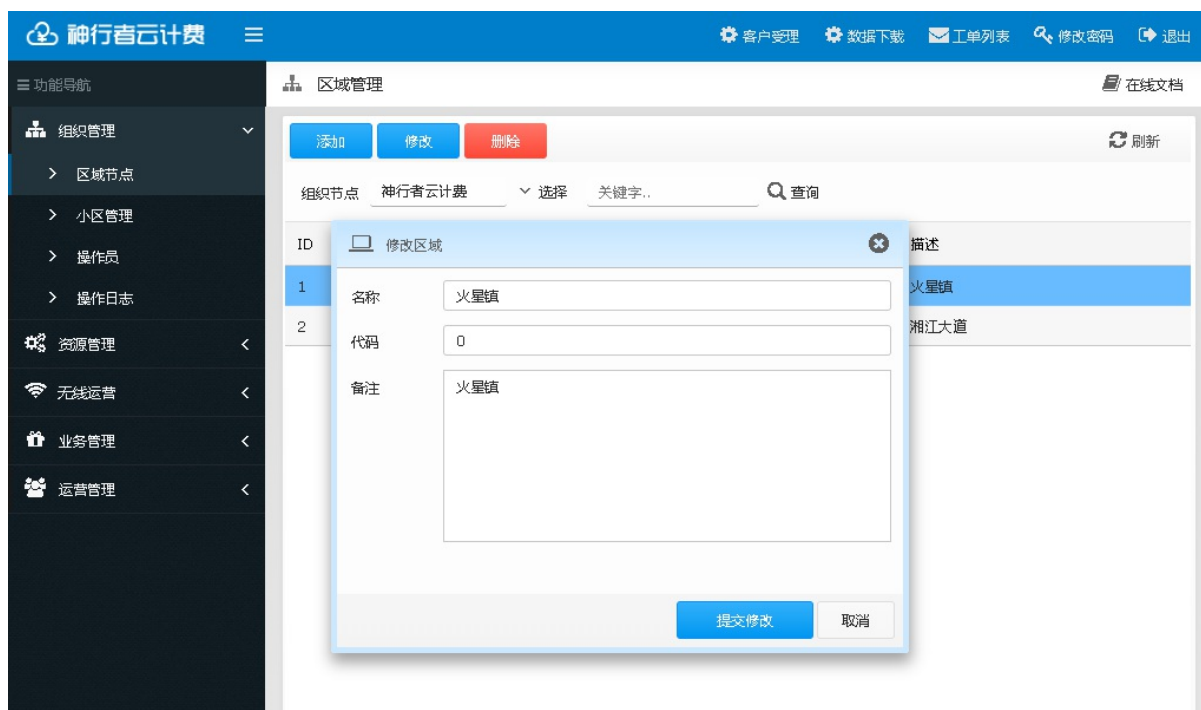 神行者云计费 客户受理 数据下载 工单列表 修改密码 退出
功能导航 区域管理 在线文档
组织管理 添加 修改 删除 刷新
区域节点
组织节点 神行者云计费 选择 关键字.. 查询
小区管理
ID 修改区域 描述
操作员
1 名称 火星镇 火星镇
操作日志
2 代码 0 湘江大道
资源管理
备注 火星镇
无线运营
业务管理
运营管理
提交修改 取消